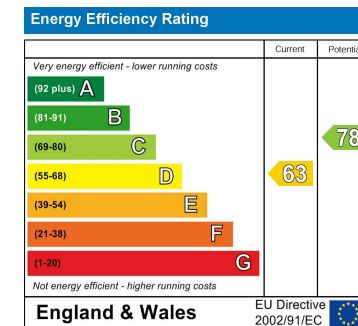 Energy Efficiency Rating
Current Potentia
Very energy efficient - lower running costs
(92 plus) A
(81-91) B
(69-80) C
78
(55-68) D
63
(39-54) E
(21-38) F
(1-20) G
Not energy efficient - higher running costs
England & Wales
EU Directive
2002/91/EC